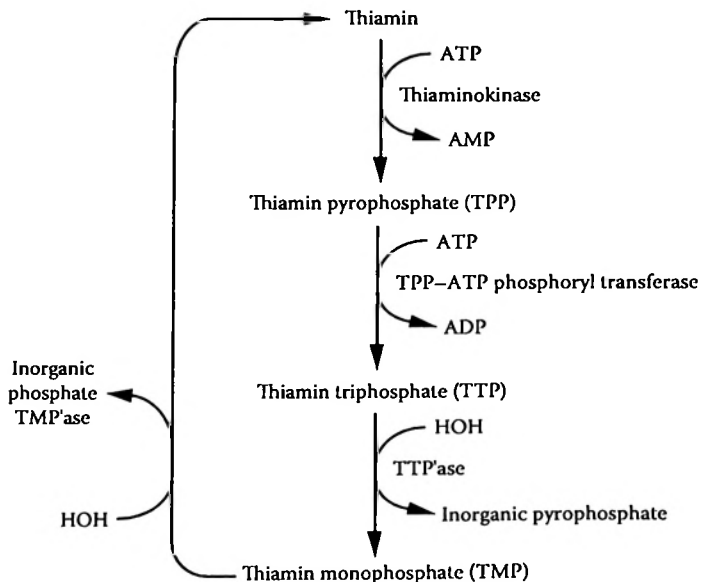 Thiamin
ATP
Thiaminokinase
AMP
Thiamin pyrophosphate (TPP)
ATP
TPP–ATP phosphoryl transferase
ADP
Thiamin triphosphate (TTP)
HOH
TTP'ase
Inorganic pyrophosphate
Thiamin monophosphate (TMP)
HOH
Inorganic
phosphate
TMP'ase